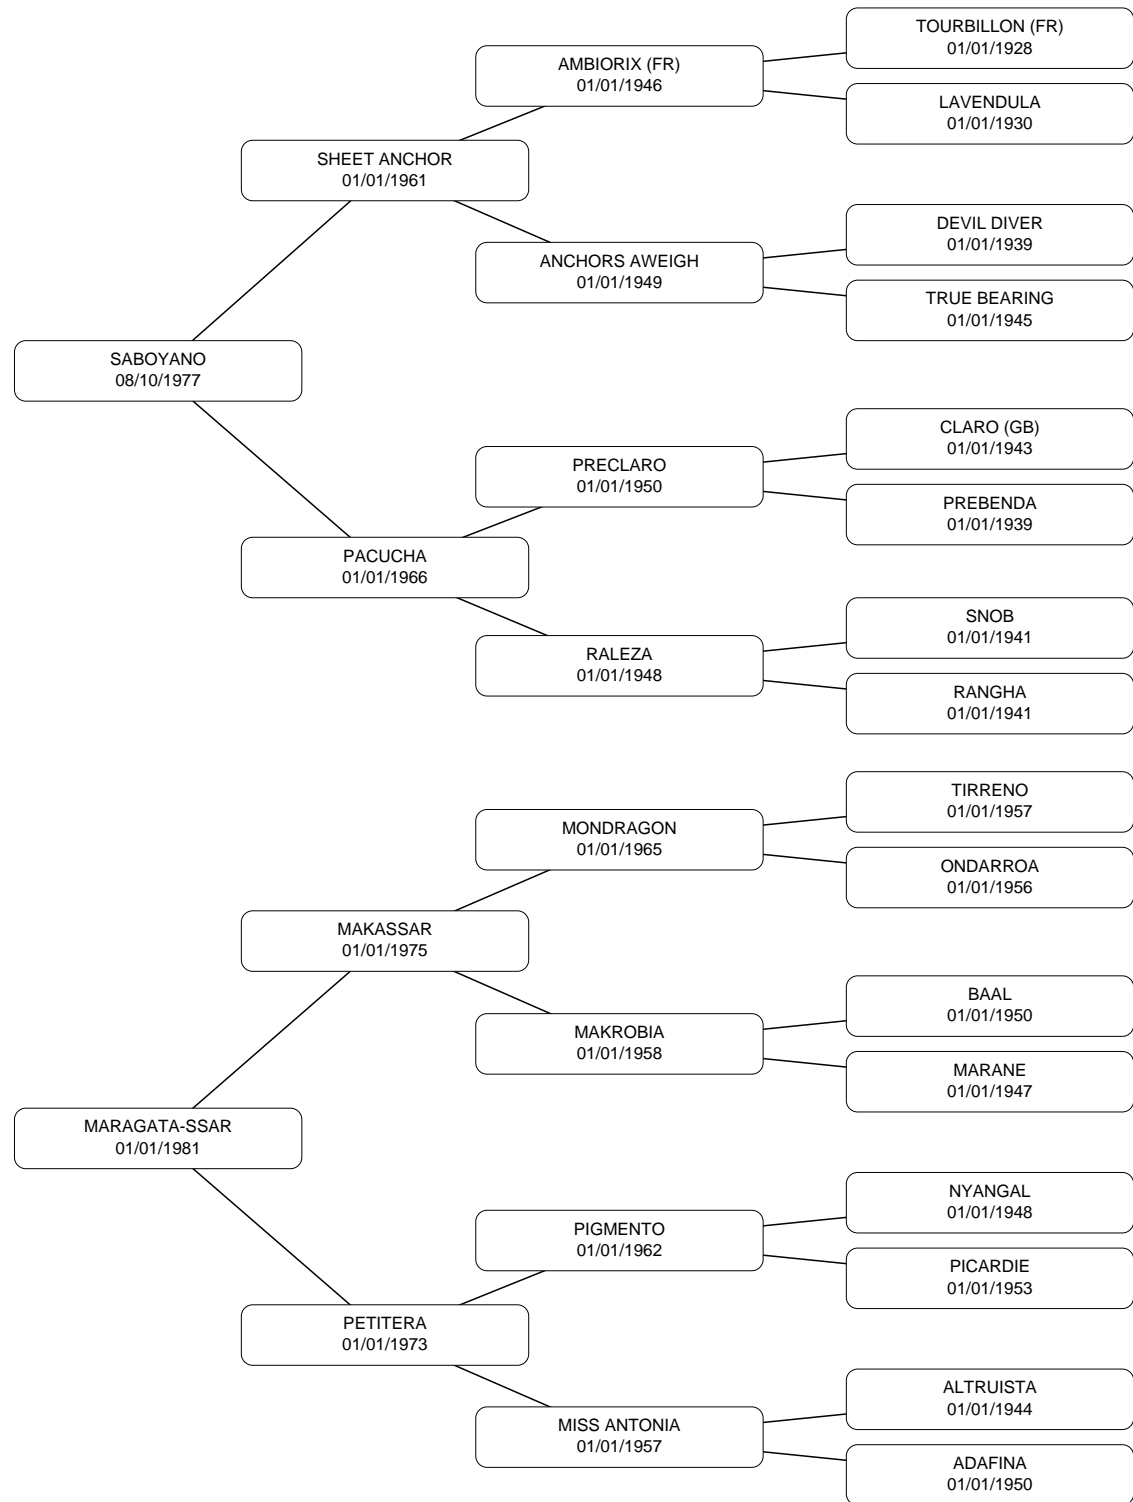 TOURBILLON (FR)
01/01/1928
AMBIORIX (FR)
01/01/1946
LAVENDULA
01/01/1930
SHEET ANCHOR
01/01/1961
DEVIL DIVER
01/01/1939
ANCHORS AWEIGH
01/01/1949
TRUE BEARING
01/01/1945
SABOYANO
08/10/1977
CLARO (GB)
01/01/1943
PRECLARO
01/01/1950
PREBENDA
01/01/1939
PACUCHA
01/01/1966
SNOB
01/01/1941
RALEZA
01/01/1948
RANGHA
01/01/1941
TIRRENO
01/01/1957
MONDRAGON
01/01/1965
ONDARROA
01/01/1956
MAKASSAR
01/01/1975
BAAL
01/01/1950
MAKROBIA
01/01/1958
MARANE
01/01/1947
MARAGATA-SSAR
01/01/1981
NYANGAL
01/01/1948
PIGMENTO
01/01/1962
PICARDIE
01/01/1953
PETITERA
01/01/1973
ALTRUISTA
01/01/1944
MISS ANTONIA
01/01/1957
ADAFINA
01/01/1950